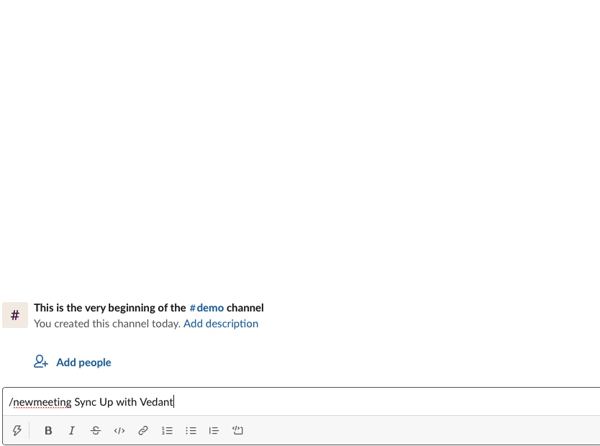 # This is the very beginning of the #demo channel
You created this channel today. Add description
Add people
/newmeeting Sync Up with Vedant
B I S </>